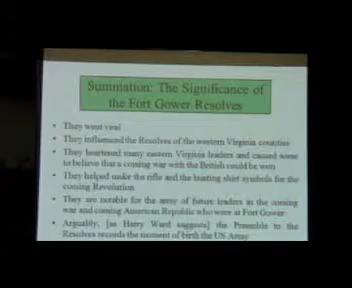 Summation: The Significance of
the Fort Gower Resolves
• They went viral
• They influenced the Resolves of the western Virginia counties
• They heartened many eastern Virginia leaders and caused some
to believe that a coming war with the British could be won
• They helped make the rifle and the hunting shirt symbols for the
coming Revolution
• They are notable for the array of future leaders in the coming
war and coming American Republic who were at Fort Gower
• Arguably, [as Harry Ward suggests] the Preamble to the
Resolves records the moment of birth the US Army